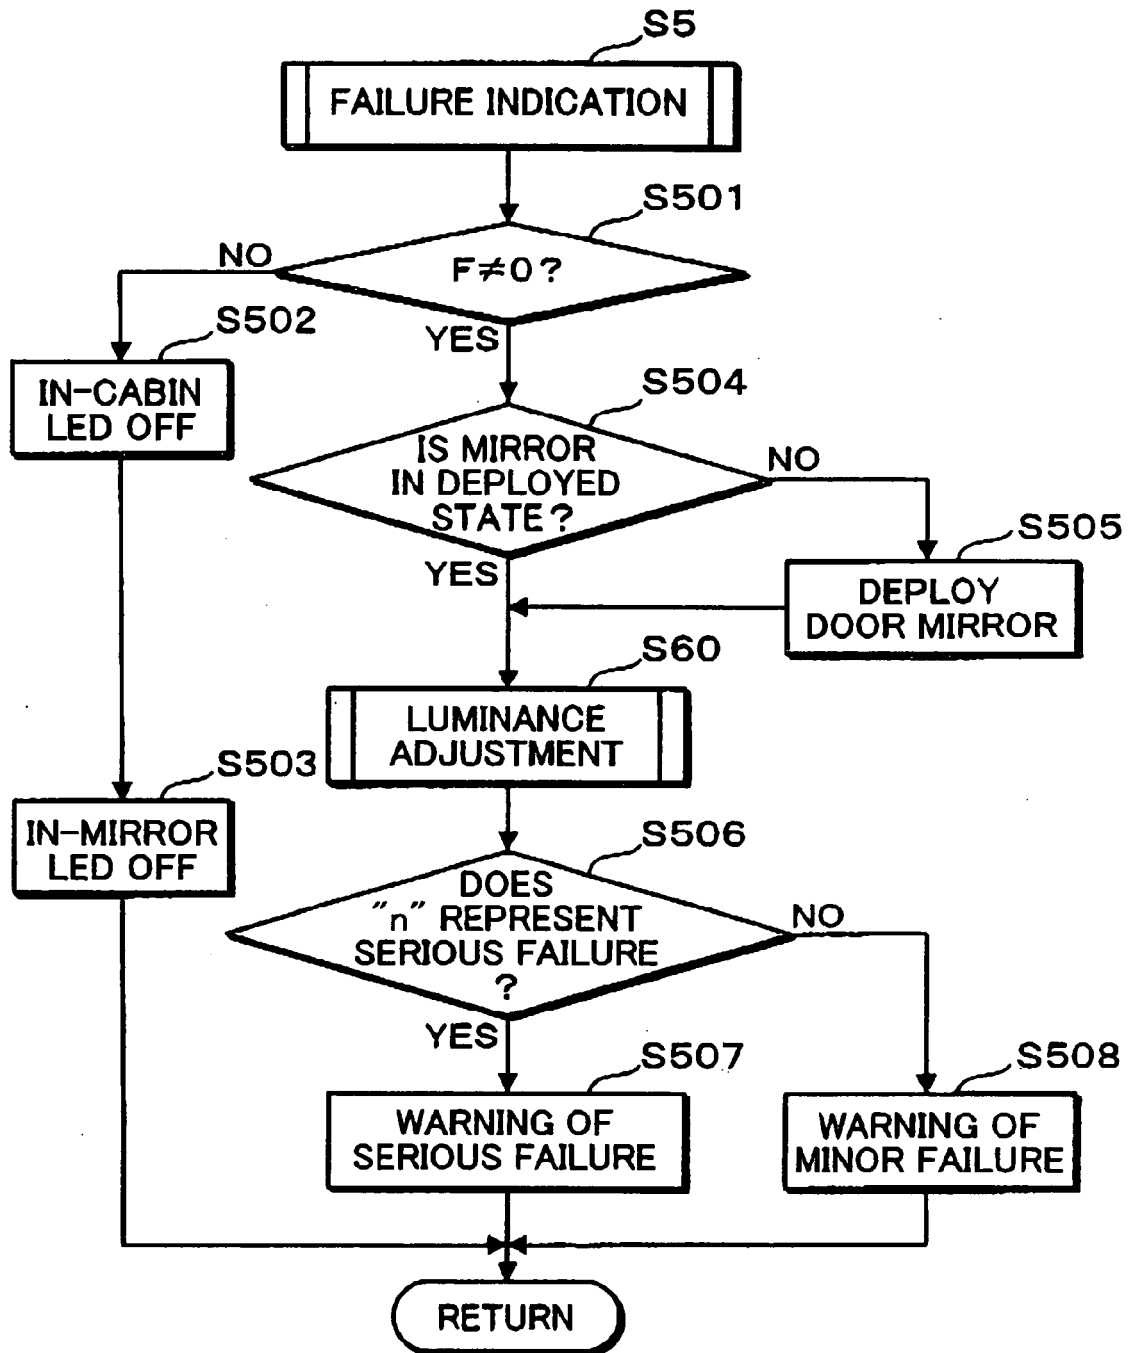 S5
FAILURE INDICATION
S501
F≠0?
NO
YES
S502
IN-CABIN
LED OFF
S504
IS MIRROR
IN DEPLOYED
STATE?
NO
YES
S505
DEPLOY
DOOR MIRROR
S60
LUMINANCE
ADJUSTMENT
S503
IN-MIRROR
LED OFF
S506
DOES
"n" REPRESENT
SERIOUS FAILURE
?
NO
YES
S507
WARNING OF
SERIOUS FAILURE
S508
WARNING OF
MINOR FAILURE
RETURN